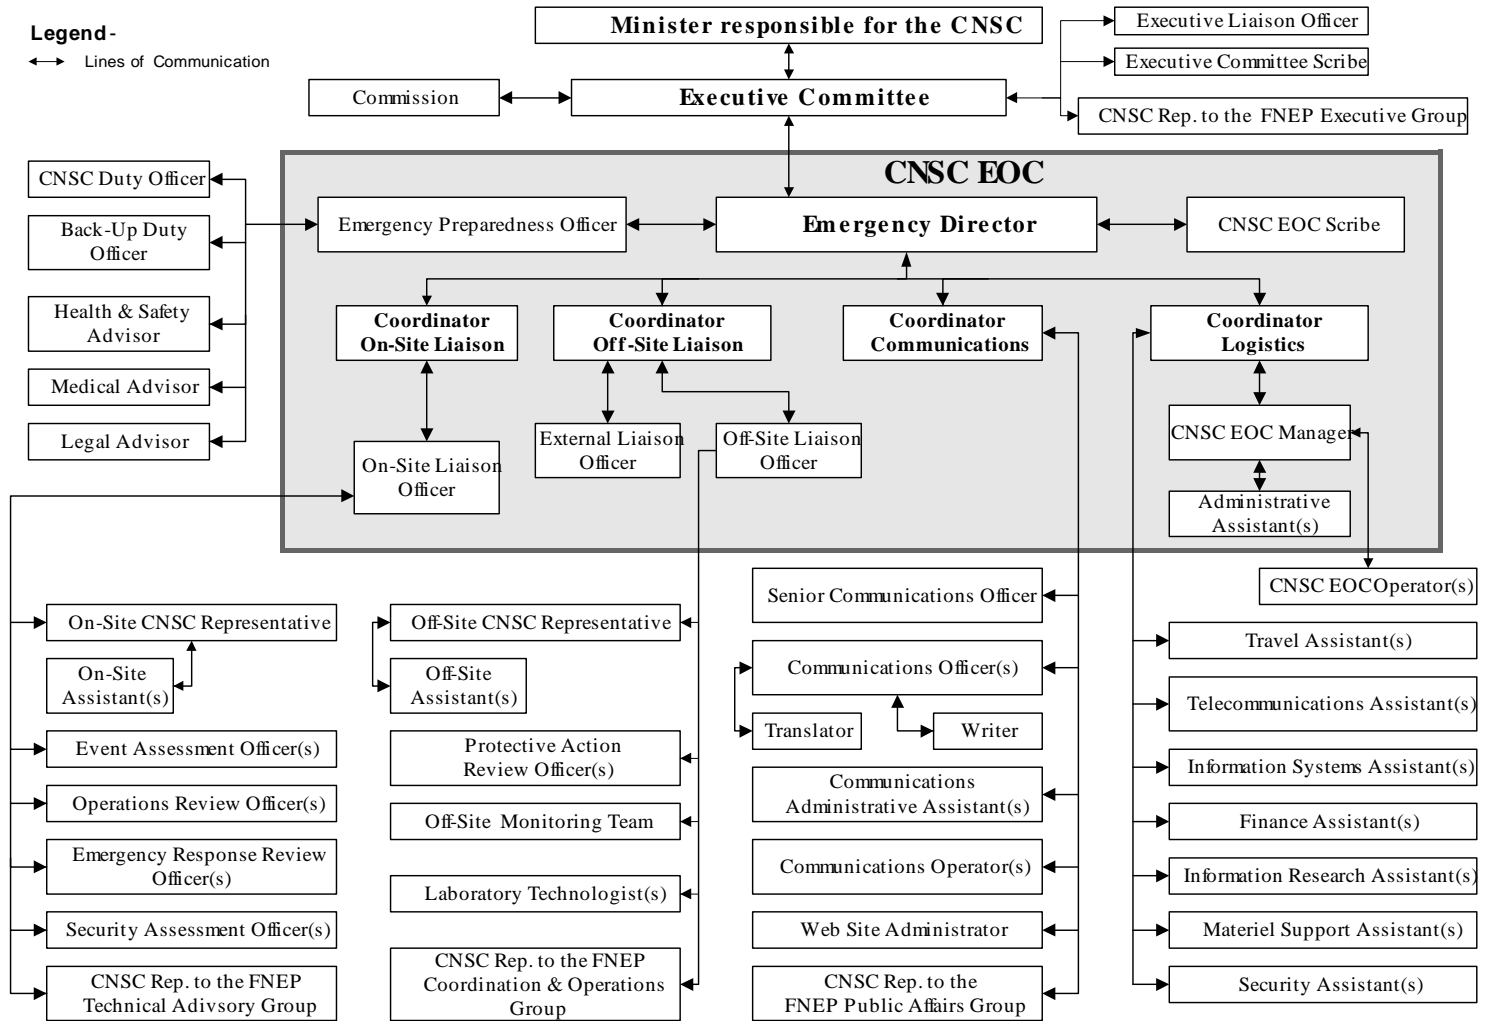 Minister responsible for the CNSC
Executive Liaison Officer
Legend -
Lines of Communication
Executive Committee Scribe
Commission
Executive Committee
CNSC Rep. to the FNEP Executive Group
CNSC EOC
CNSC Duty Officer
Back-Up Duty
Officer
Health & Safety
Advisor
Medical Advisor
Legal Advisor
Emergency Preparedness Officer
Emergency Director
CNSC EOC Scribe
Coordinator
On-Site Liaison
Coordinator
Off-Site Liaison
Coordinator
Communications
Coordinator
Logistics
On-Site Liaison
Officer
External Liaison
Officer
Off-Site Liaison
Officer
CNSC EOC Manager
Administrative
Assistant(s)
CNSC EOC Operator(s)
On-Site CNSC Representative
On-Site
Assistant(s)
Event Assessment Officer(s)
Operations Review Officer(s)
Emergency Response Review
Officer(s)
Security Assessment Officer(s)
CNSC Rep. to the FNEP
Technical Adivsory Group
Off-Site CNSC Representative
Off-Site
Assistant(s)
Protective Action
Review Officer(s)
Off-Site Monitoring Team
Laboratory Technologist(s)
CNSC Rep. to the FNEP
Coordination & Operations
Group
Senior Communications Officer
Communications Officer(s)
Translator
Writer
Communications
Administrative Assistant(s)
Communications Operator(s)
Web Site Administrator
CNSC Rep. to the
FNEP Public Affairs Group
Travel Assistant(s)
Telecommunications Assistant(s)
Information Systems Assistant(s)
Finance Assistant(s)
Information Research Assistant(s)
Materiel Support Assistant(s)
Security Assistant(s)